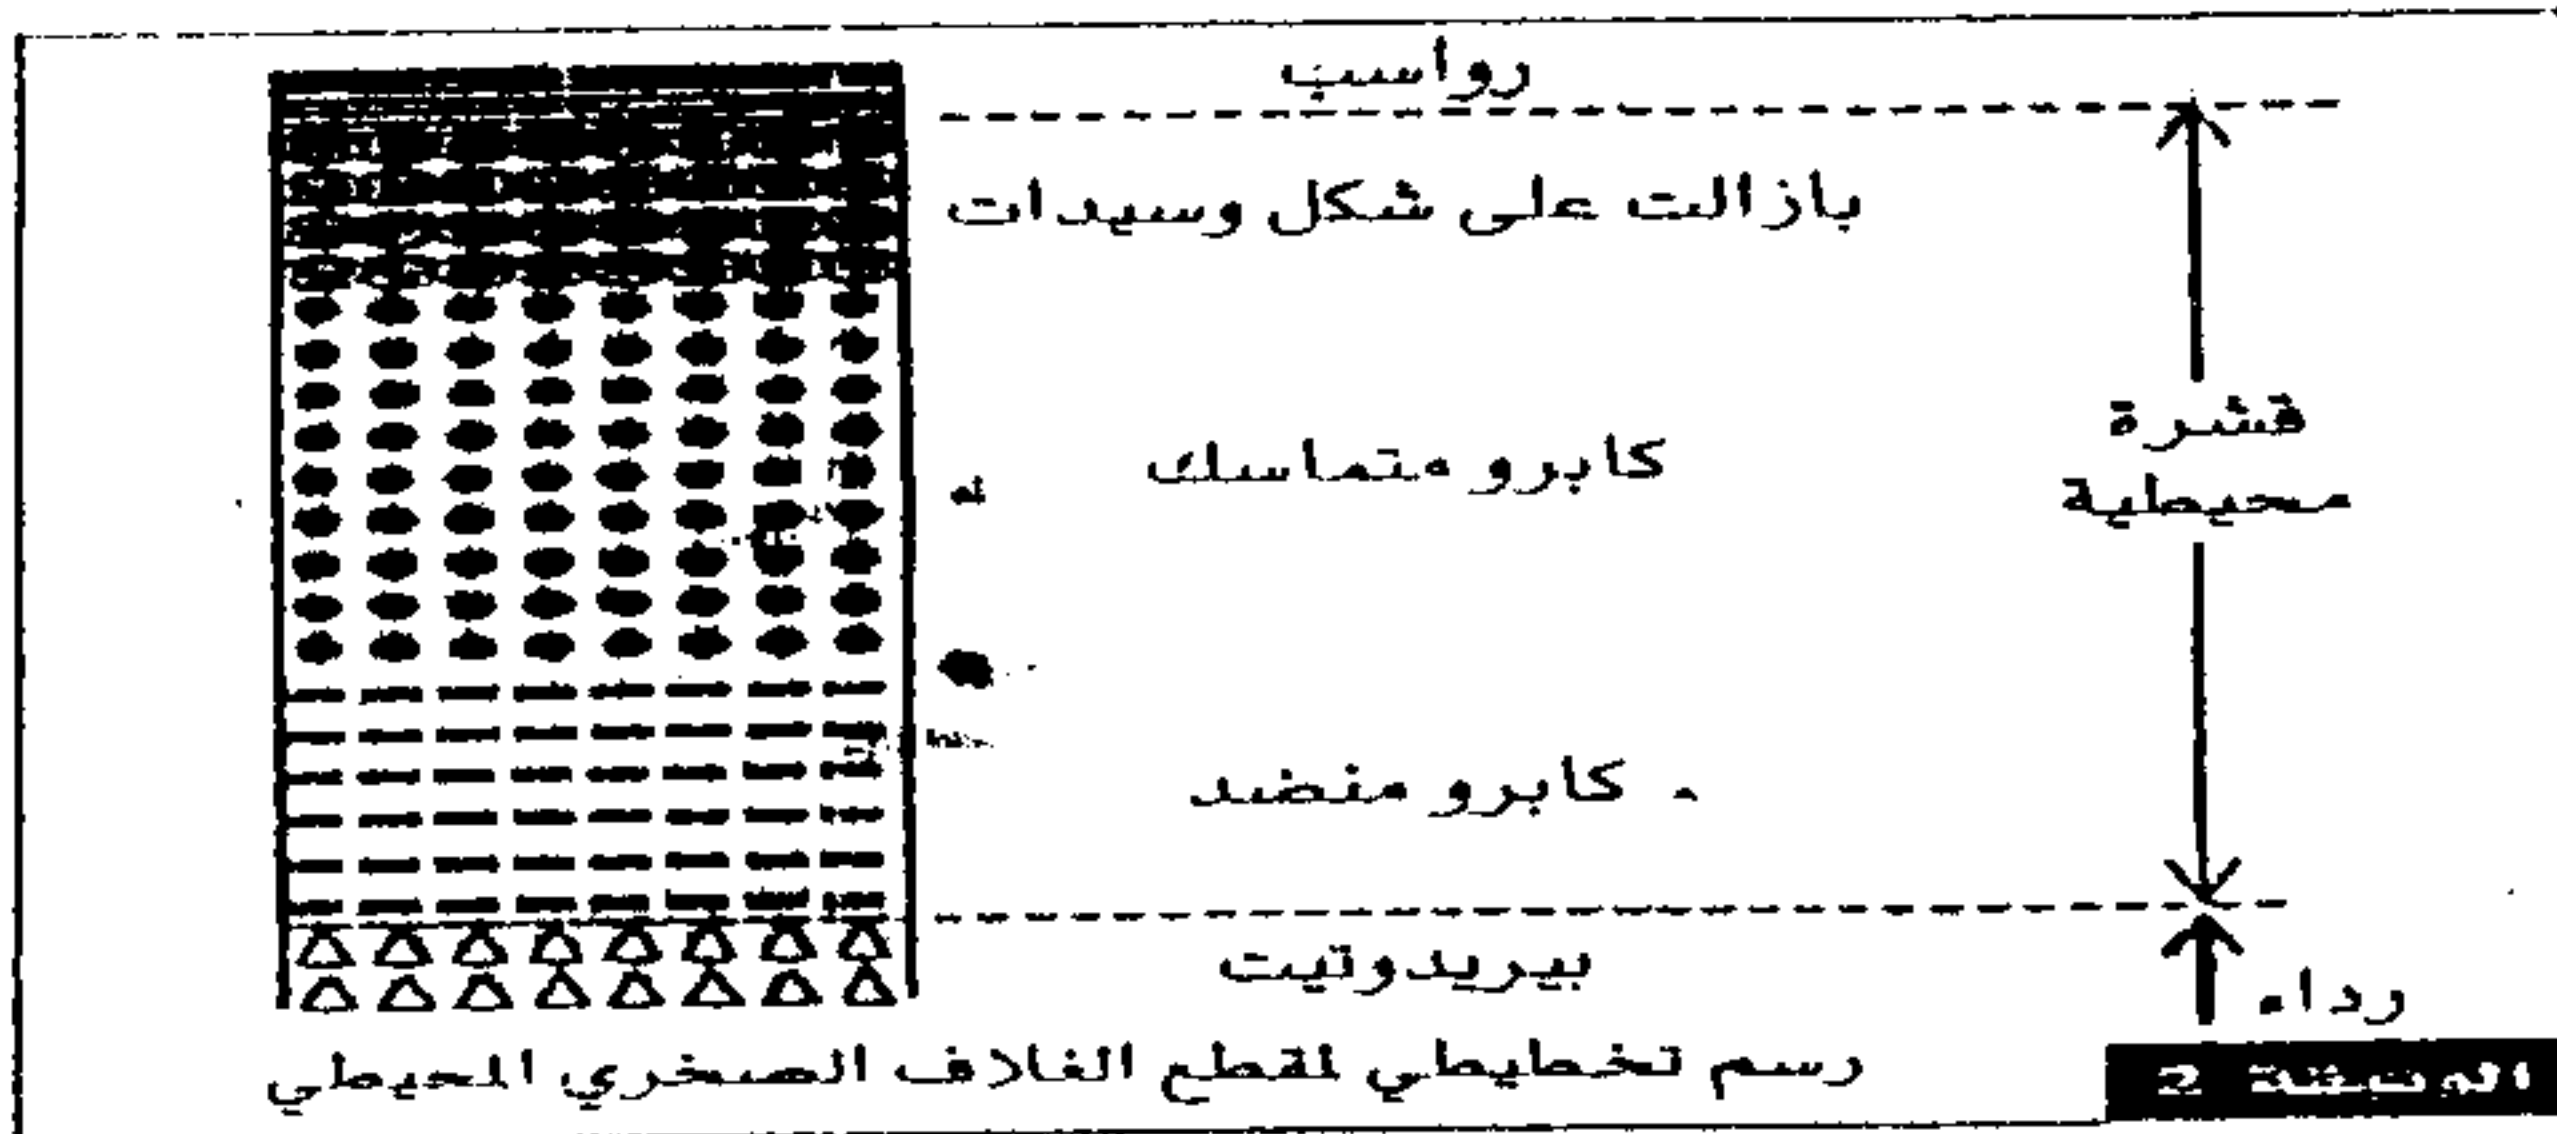 رواسب
بازالت على شكل وسيدات
قشرة
محيطية
كابرو متماسك
كابرو منضد
بيريدوتيت
رداء
رسم تخطيطي لمقطع الغلاف الصخري المحيطي
الوثيقة 2